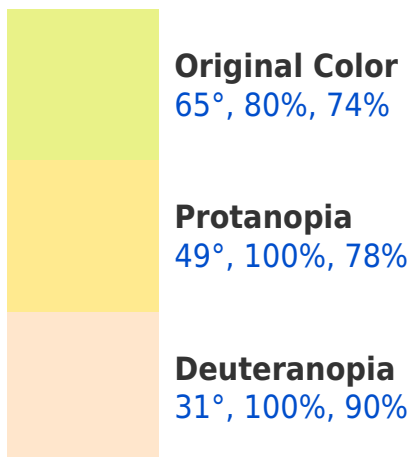 Original Color
65°, 80%, 74%
Protanopia
49°, 100%, 78%
Deuteranopia
31°, 100%, 90%